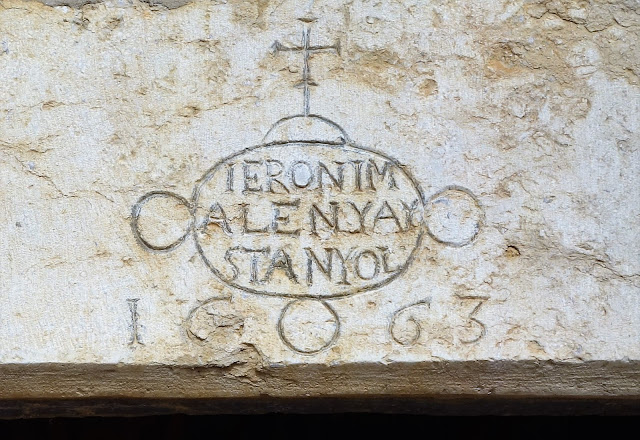 IERONIM
ALENYAY
STANYOL
1663